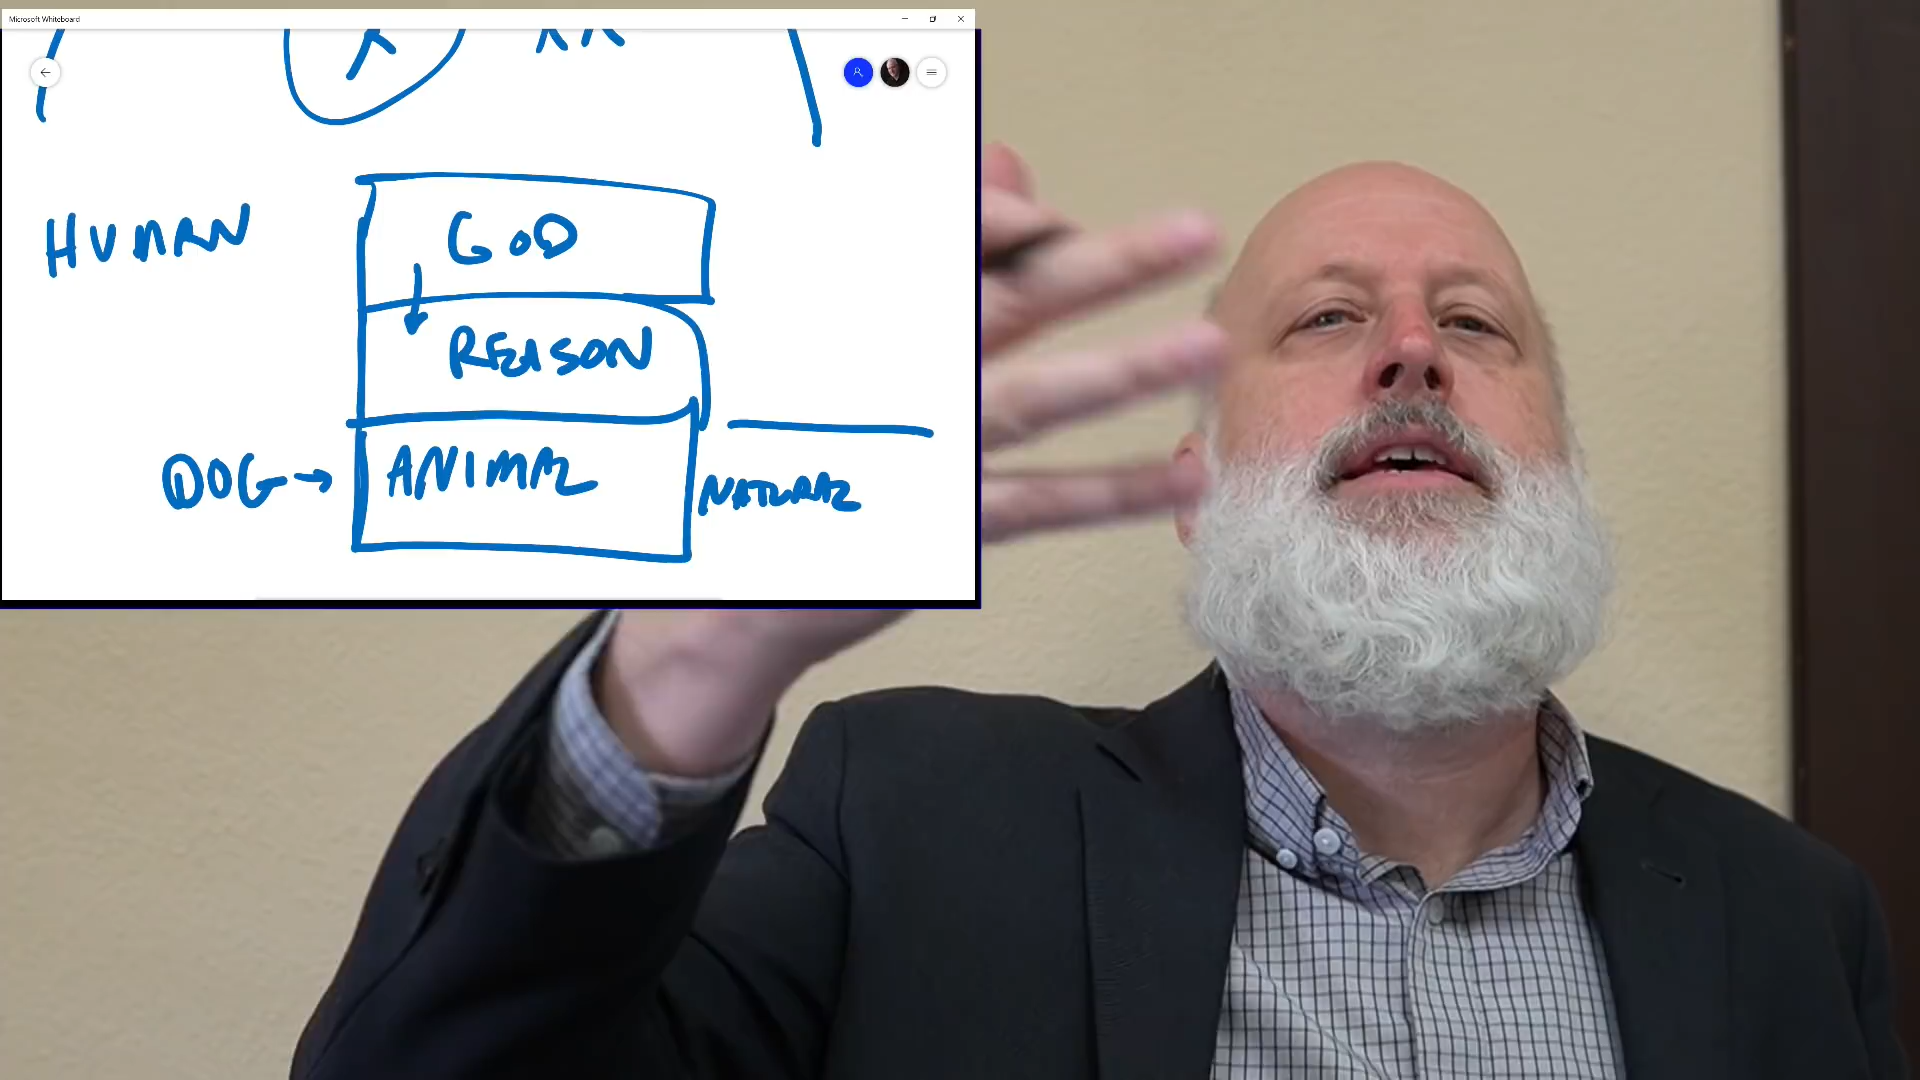 Microsoft Whiteboard
HUMAN
GOD
REASON
DOG → ANIMAL
NATURAL